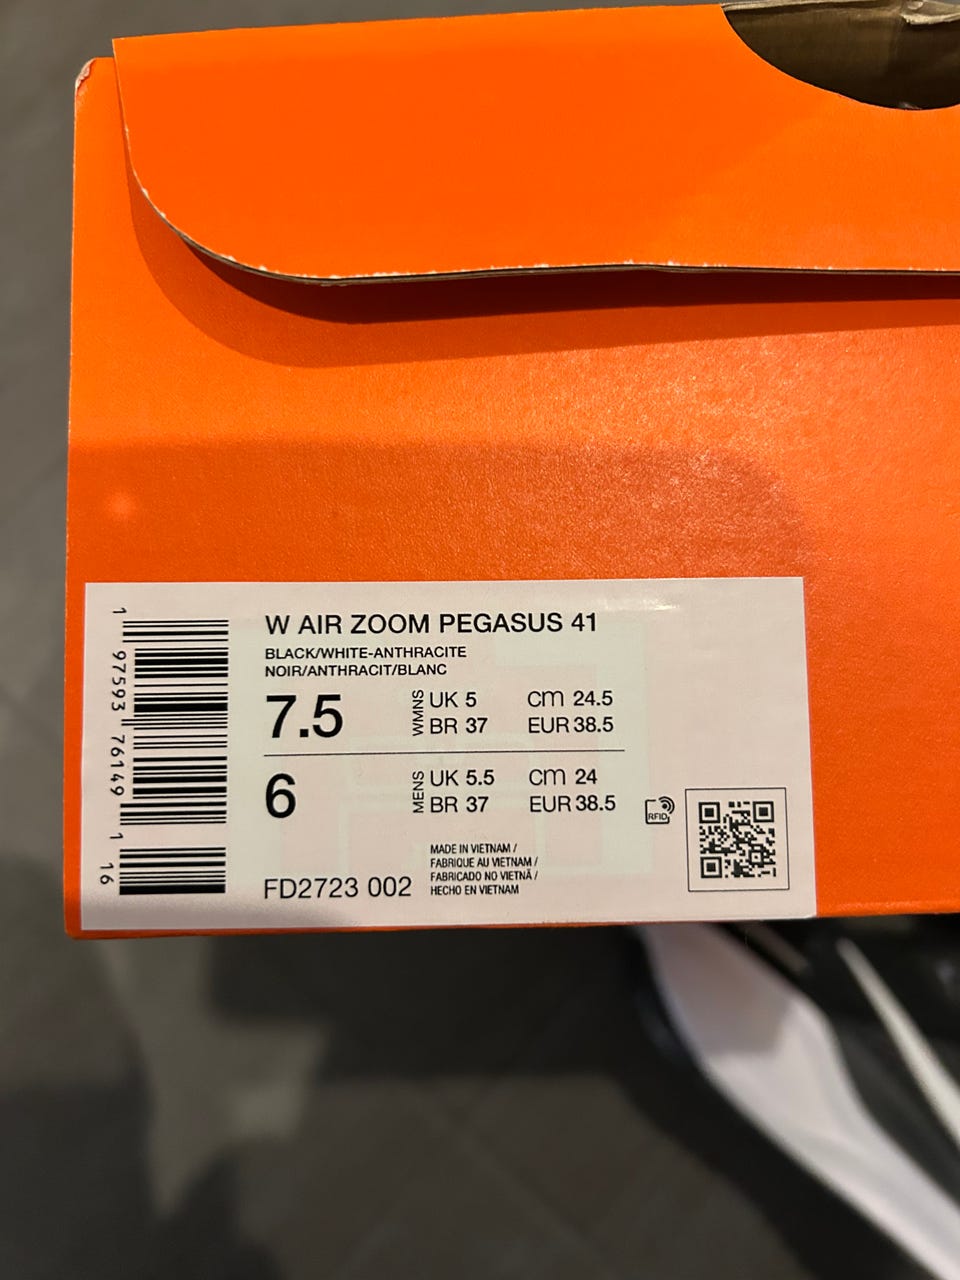 W AIR ZOOM PEGASUS 41
BLACK/WHITE-ANTHRACITE
NOIR/ANTHRACIT/BLANC
7.5 WMNS UK 5 CM 24.5
BR 37 EUR 38.5
6 MENS UK 5.5 CM 24
BR 37 EUR 38.5
RFID
MADE IN VIETNAM /
FABRIQUE AU VIETNAM /
FABRICADO NO VIETNÃ /
HECHO EN VIETNAM
FD2723 002
1 97593 76149 1 16